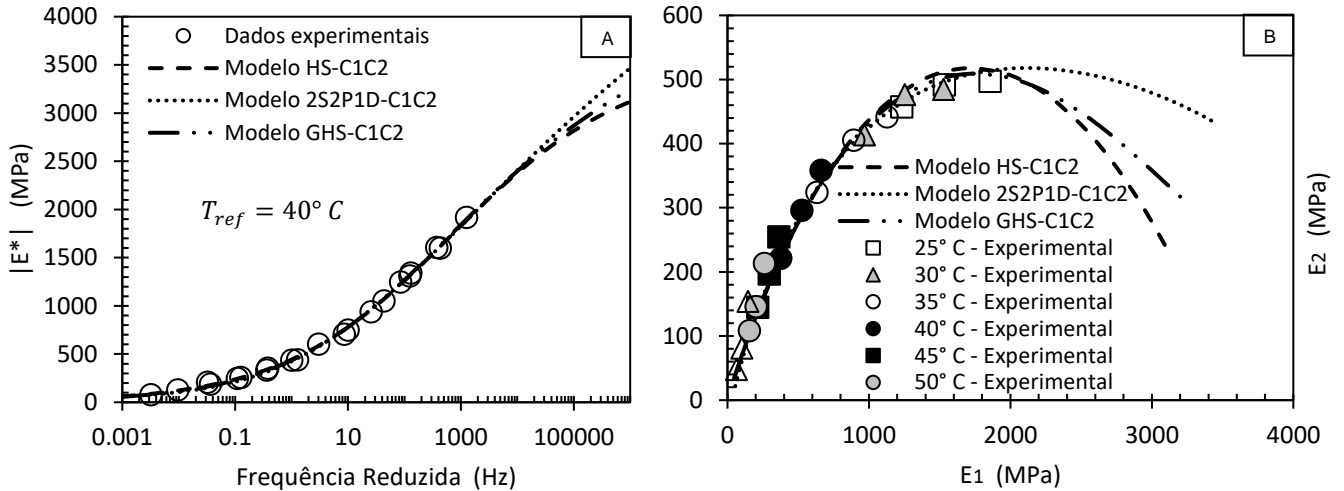 A
4000
3500
3000
2500
2000
1500
1000
500
0
|E*| (MPa)
Dados experimentais
Modelo HS-C1C2
Modelo 2S2P1D-C1C2
Modelo GHS-C1C2
T_ref = 40° C
0.001 0.1 10 1000 100000
Frequência Reduzida (Hz)
B
600
500
400
300
200
100
0
Modelo HS-C1C2
Modelo 2S2P1D-C1C2
Modelo GHS-C1C2
25° C - Experimental
30° C - Experimental
35° C - Experimental
40° C - Experimental
45° C - Experimental
50° C - Experimental
E2 (MPa)
0 1000 2000 3000 4000
E1 (MPa)